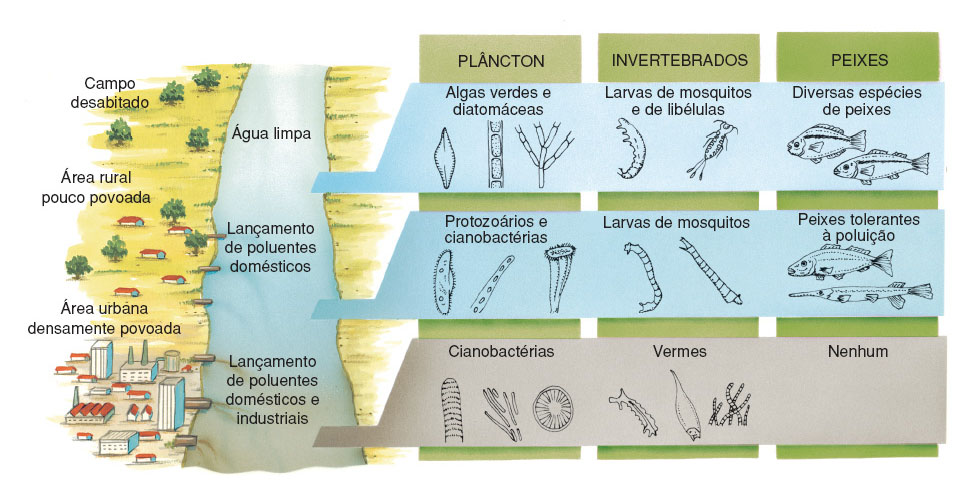 PLÂNCTON
INVERTEBRADOS
PEIXES
Campo
desabitado
Água limpa
Algas verdes e
diatomáceas
Larvas de mosquitos
e de libélulas
Diversas espécies
de peixes
Área rural
pouco povoada
Lançamento
de poluentes
domésticos
Protozoários e
cianobactérias
Larvas de mosquitos
Peixes tolerantes
à poluição
Área urbana
densamente povoada
Lançamento
de poluentes
domésticos e
industriais
Cianobactérias
Vermes
Nenhum